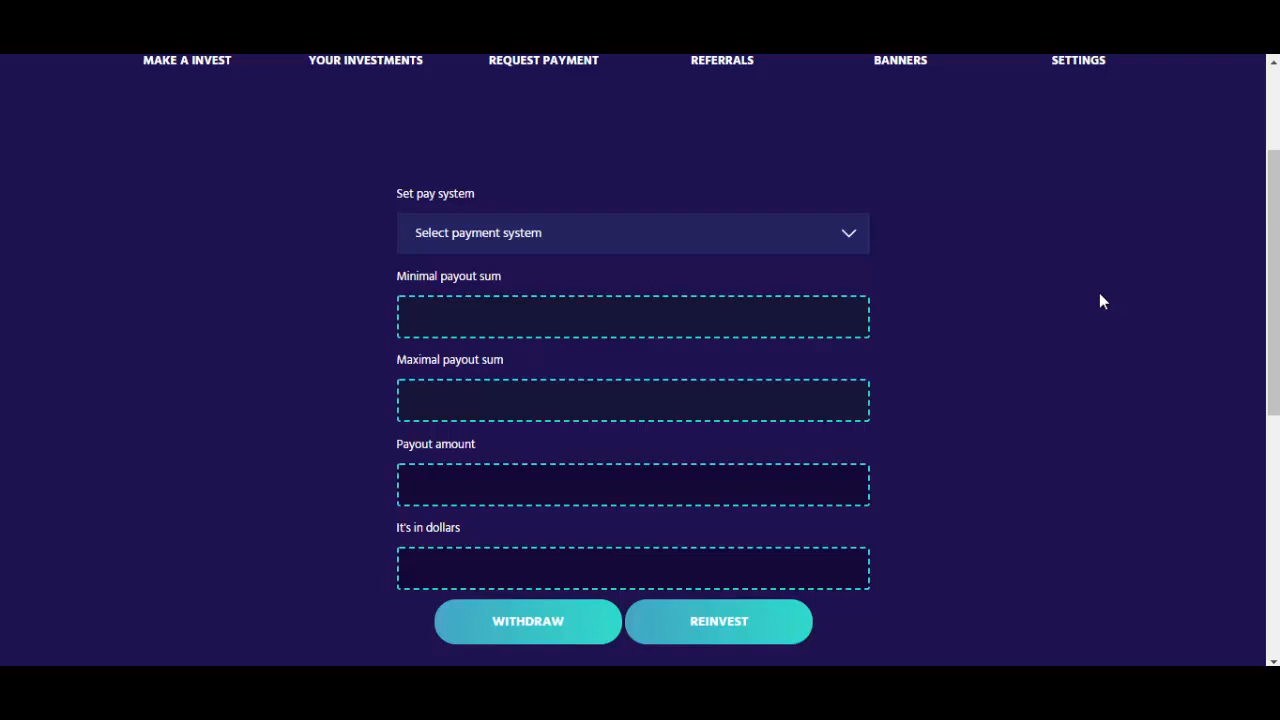 MAKE A INVEST YOUR INVESTMENTS REQUEST PAYMENT REFERRALS BANNERS SETTINGS
Set pay system
Select payment system
Minimal payout sum
Maximal payout sum
Payout amount
It's in dollars
WITHDRAW REINVEST